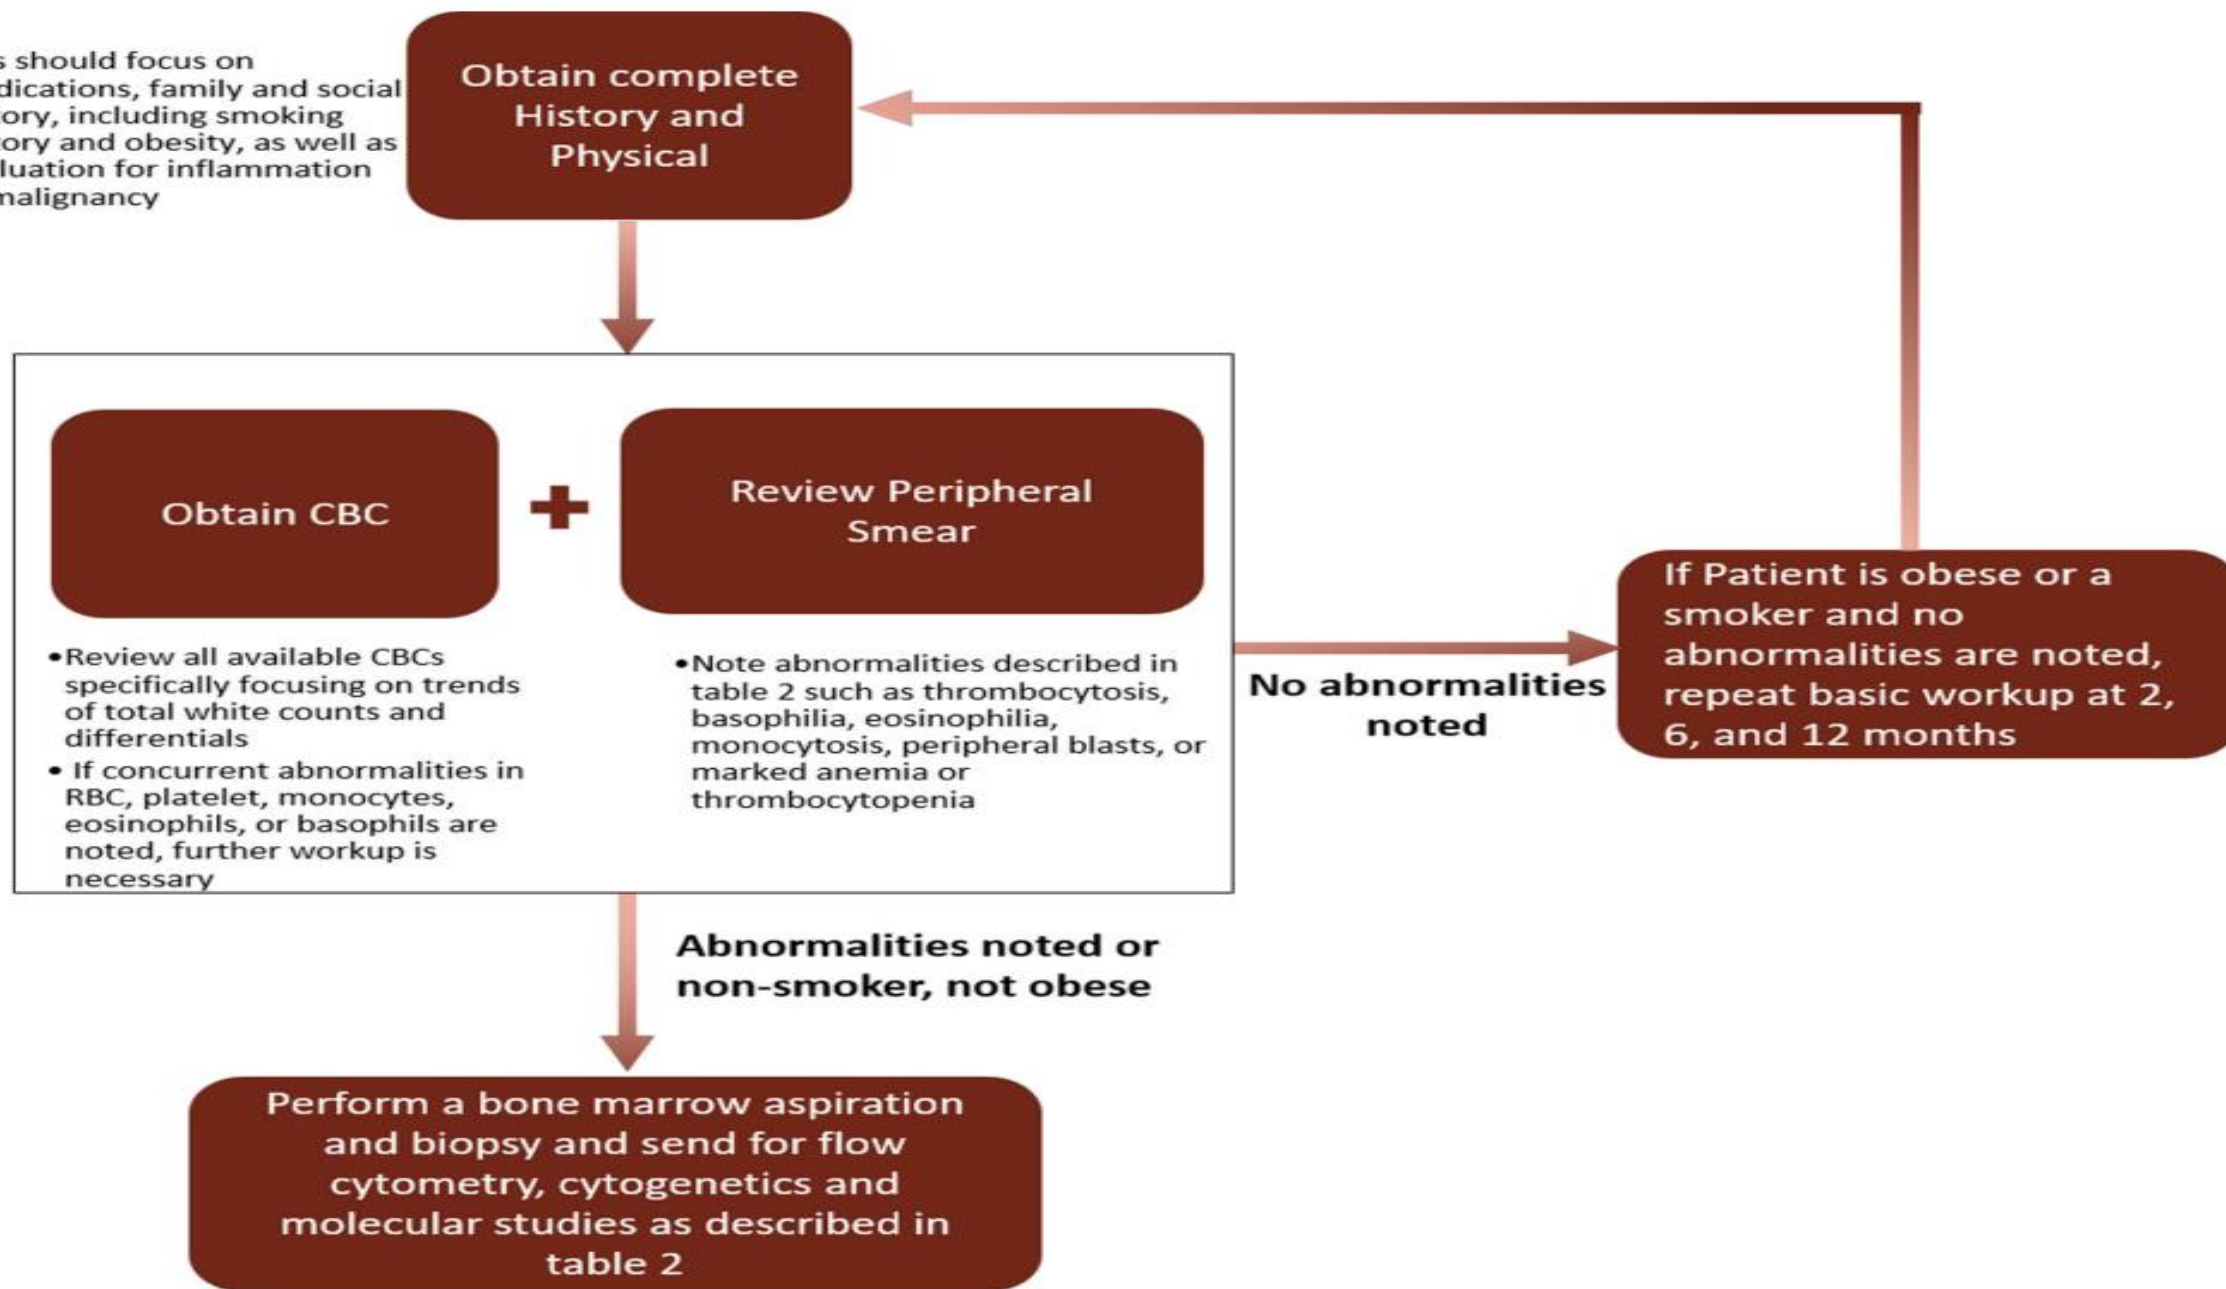 s should focus on
dications, family and social
tory, including smoking
tory and obesity, as well as
luation for inflammation
malignancy
Obtain complete
History and
Physical
Obtain CBC
Review Peripheral
Smear
•Review all available CBCs
specifically focusing on trends
of total white counts and
differentials
• If concurrent abnormalities in
RBC, platelet, monocytes,
eosinophils, or basophils are
noted, further workup is
necessary
•Note abnormalities described in
table 2 such as thrombocytosis,
basophilia, eosinophilia,
monocytosis, peripheral blasts, or
marked anemia or
thrombocytopenia
No abnormalities
noted
If Patient is obese or a
smoker and no
abnormalities are noted,
repeat basic workup at 2,
6, and 12 months
Abnormalities noted or
non-smoker, not obese
Perform a bone marrow aspiration
and biopsy and send for flow
cytometry, cytogenetics and
molecular studies as described in
table 2